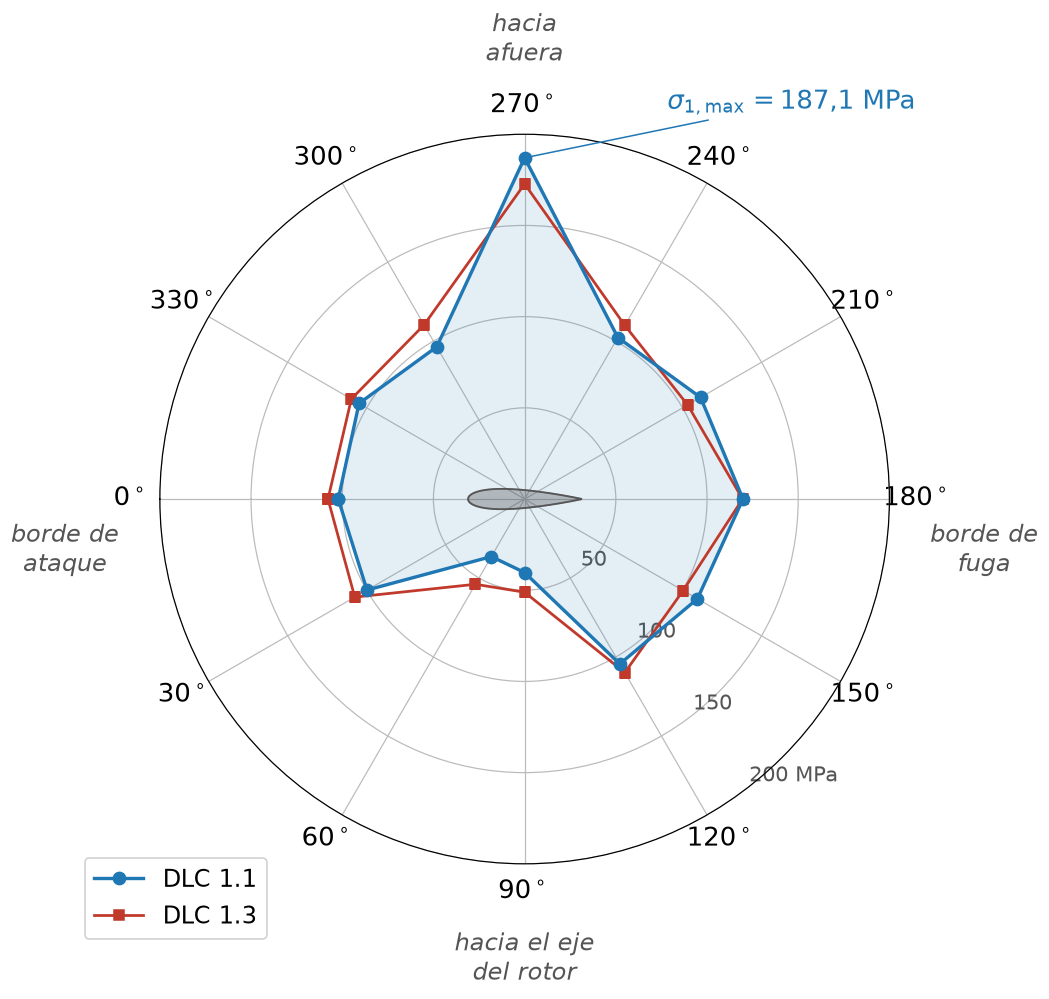 hacia
afuera
270°
σ1, max = 187,1 MPa
300°
240°
330°
210°
0°
180°
borde de
ataque
borde de
fuga
50
100
150
200 MPa
30°
150°
60°
120°
90°
DLC 1.1
DLC 1.3
hacia el eje
del rotor